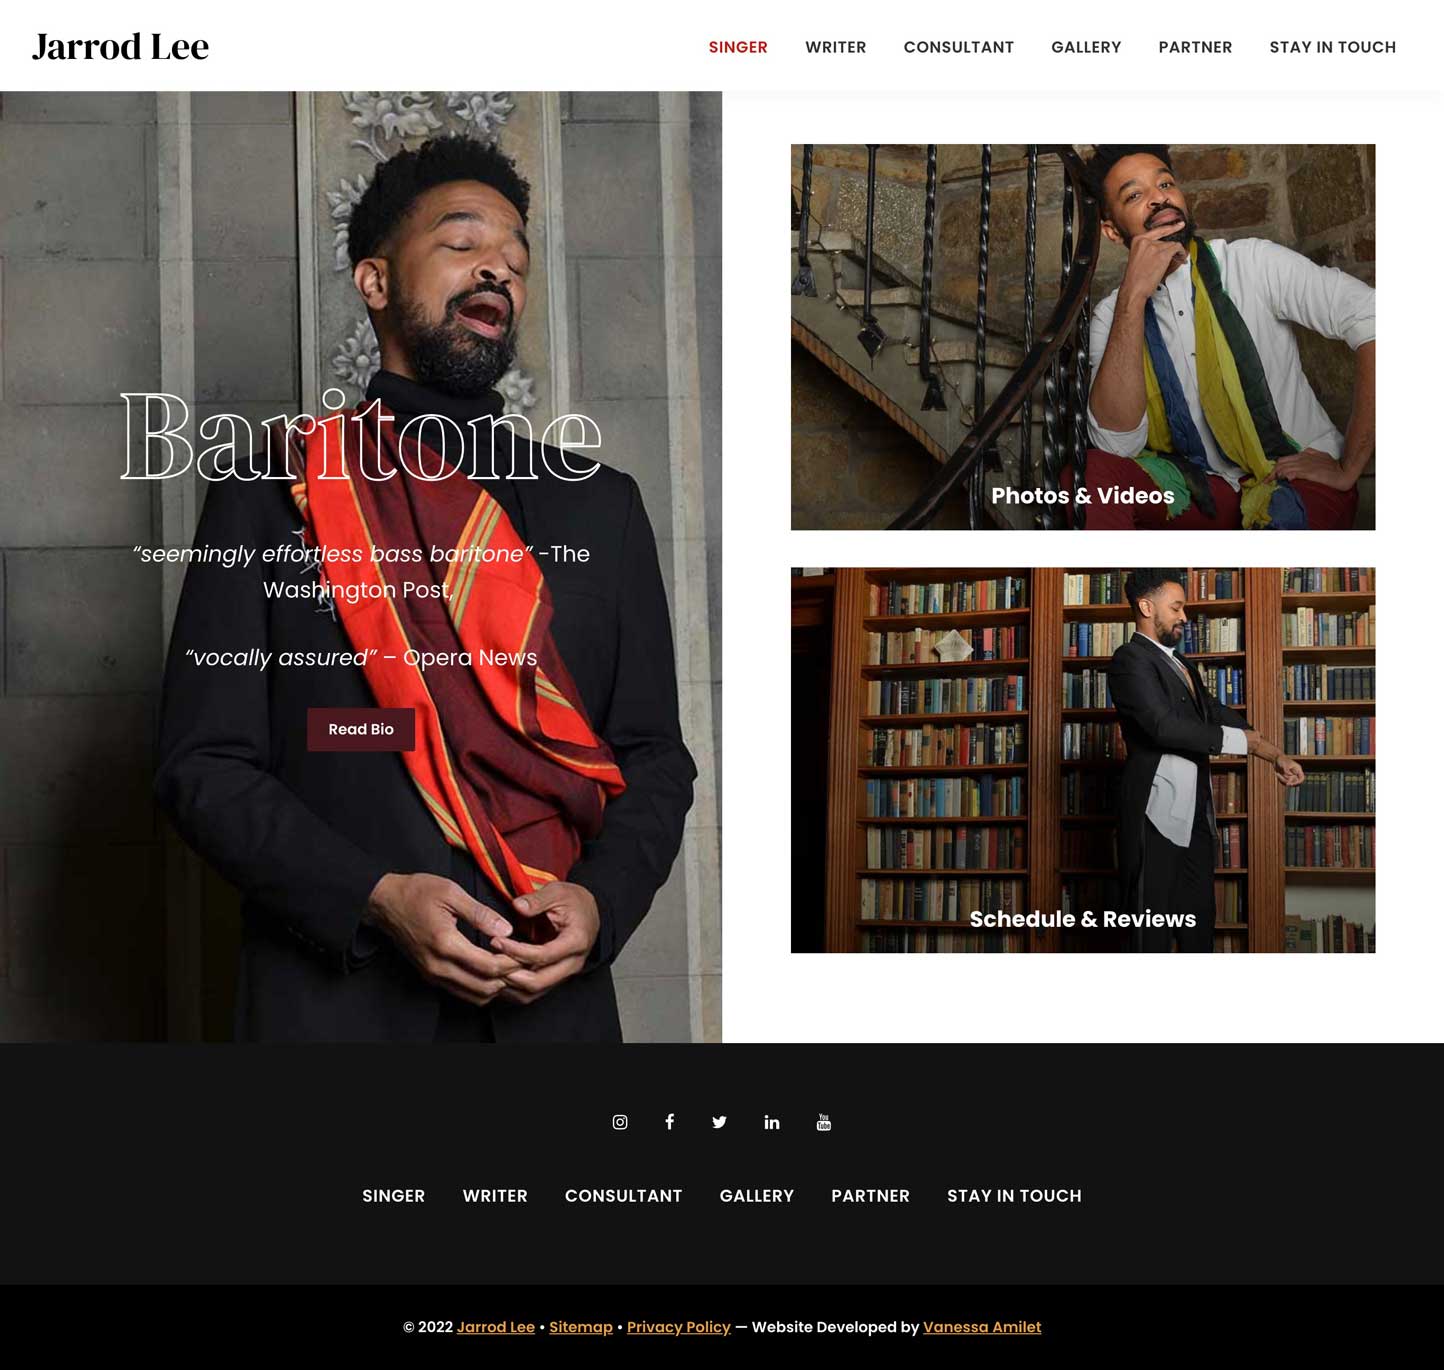 Jarrod Lee
SINGER WRITER CONSULTANT GALLERY PARTNER STAY IN TOUCH
Baritone
“seemingly effortless bass baritone” -The
Washington Post,
“vocally assured” – Opera News
Read Bio
Photos & Videos
Schedule & Reviews
You
Tube
SINGER WRITER CONSULTANT GALLERY PARTNER STAY IN TOUCH
© 2022 Jarrod Lee • Sitemap • Privacy Policy — Website Developed by Vanessa Amilet